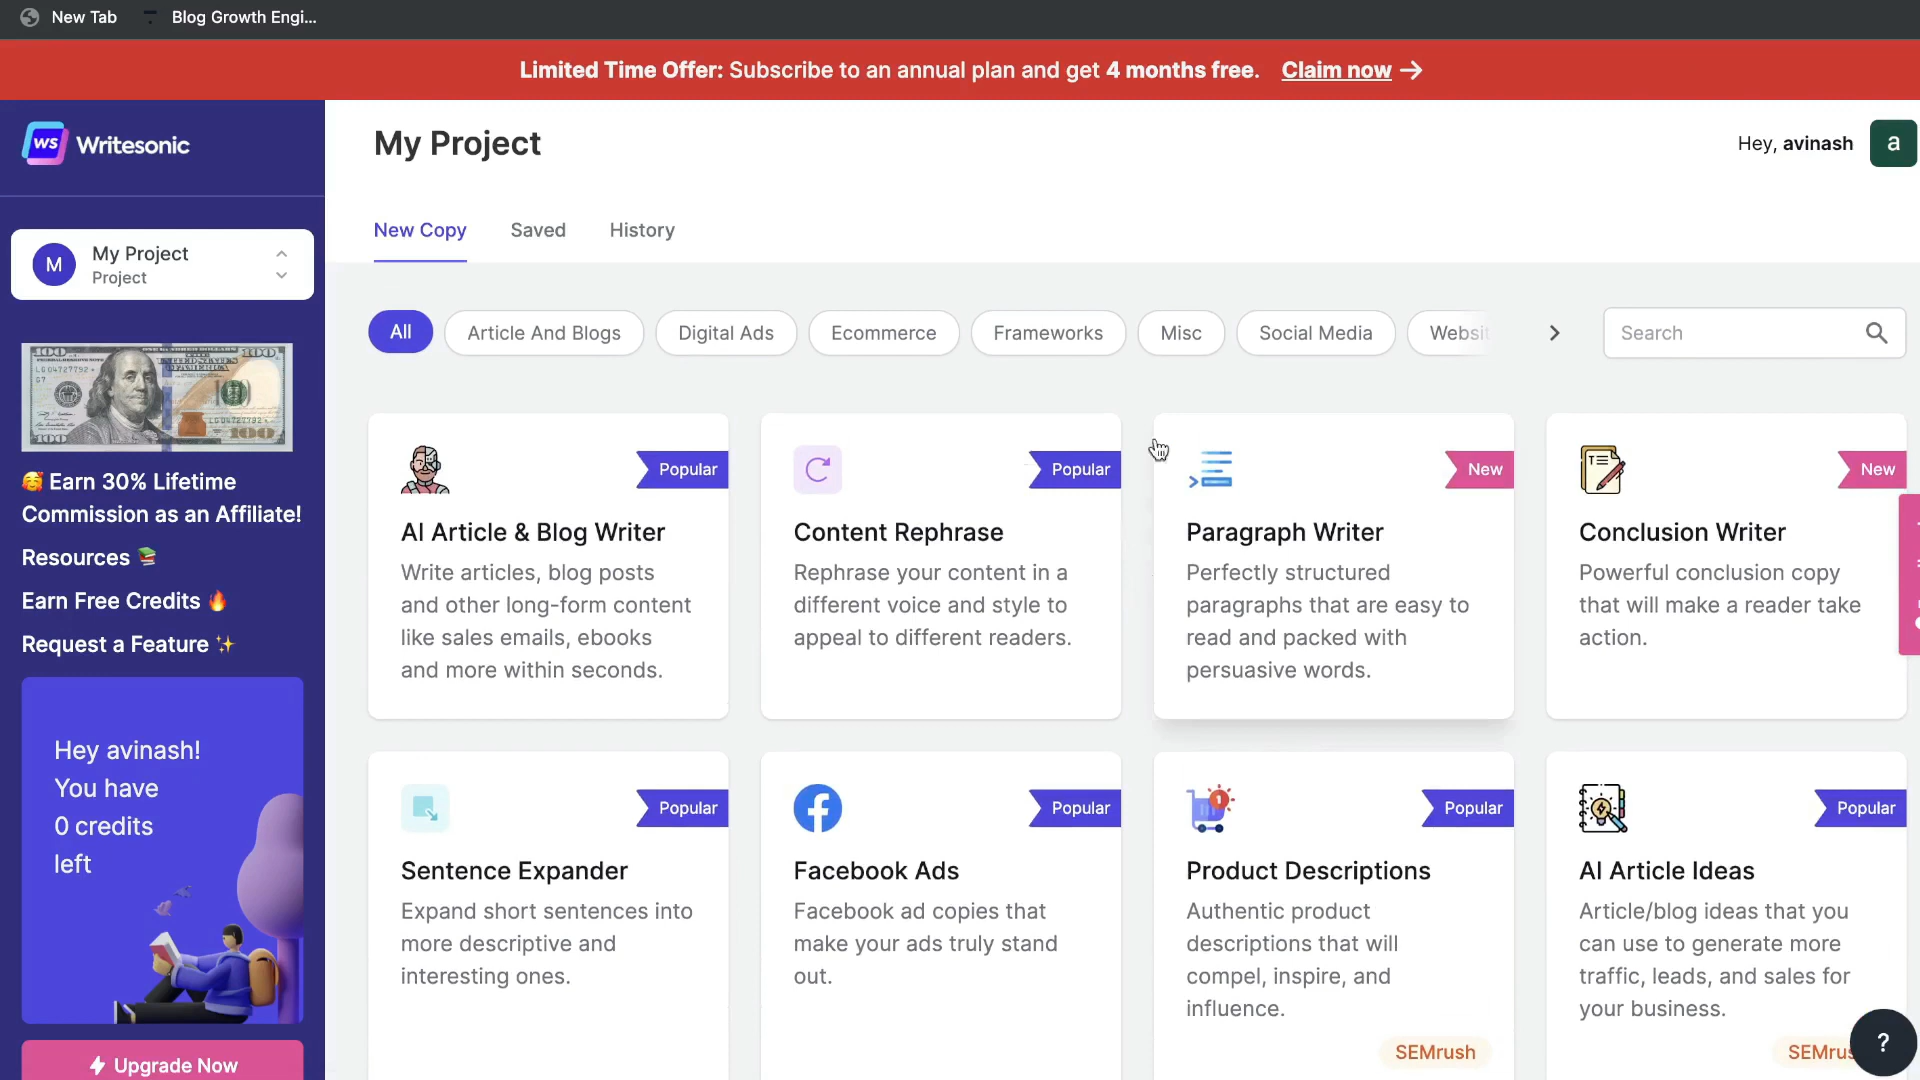 New Tab
Blog Growth Engi...
Limited Time Offer: Subscribe to an annual plan and get 4 months free. Claim now →
WS Writesonic
My Project
Hey, avinash
a
New Copy
Saved
History
M
My Project
Project
All
Article And Blogs
Digital Ads
Ecommerce
Frameworks
Misc
Social Media
Websit
Search
🥰 Earn 30% Lifetime
Commission as an Affiliate!
Resources 📚
Earn Free Credits 🔥
Request a Feature ✨
Hey avinash!
You have
0 credits
left
Upgrade Now
Popular
AI Article & Blog Writer
Write articles, blog posts
and other long-form content
like sales emails, ebooks
and more within seconds.
Popular
Content Rephrase
Rephrase your content in a
different voice and style to
appeal to different readers.
New
Paragraph Writer
Perfectly structured
paragraphs that are easy to
read and packed with
persuasive words.
New
Conclusion Writer
Powerful conclusion copy
that will make a reader take
action.
Popular
Sentence Expander
Expand short sentences into
more descriptive and
interesting ones.
Popular
Facebook Ads
Facebook ad copies that
make your ads truly stand
out.
1
Popular
Product Descriptions
Authentic product
descriptions that will
compel, inspire, and
influence.
SEMrush
Popular
AI Article Ideas
Article/blog ideas that you
can use to generate more
traffic, leads, and sales for
your business.
SEMrus
?